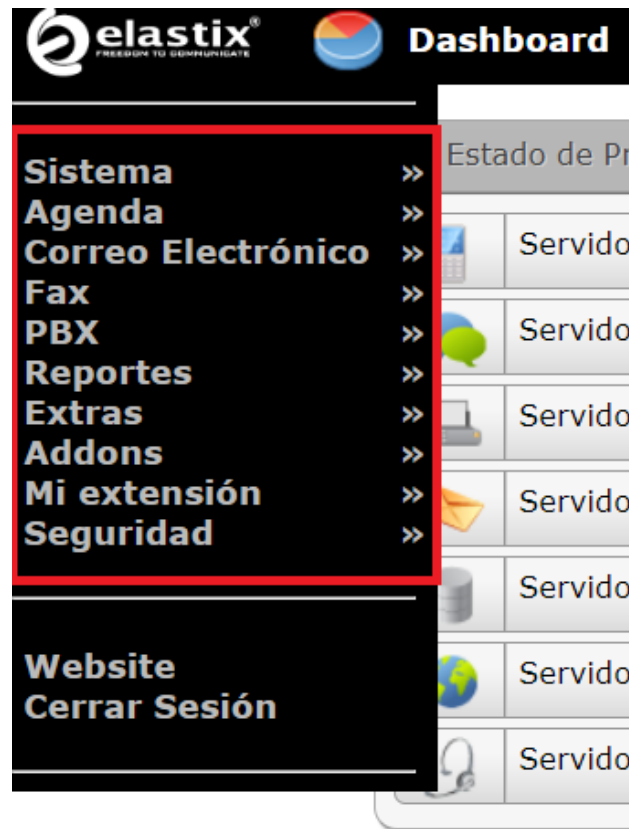 elastix®
FREEDOM TO COMMUNICATE
Dashboard
Sistema »
Agenda »
Correo Electrónico »
Fax »
PBX »
Reportes »
Extras »
Addons »
Mi extensión »
Seguridad »
Website
Cerrar Sesión
Estado de Pr
Servido
Servido
Servido
Servido
Servido
Servido
Servido